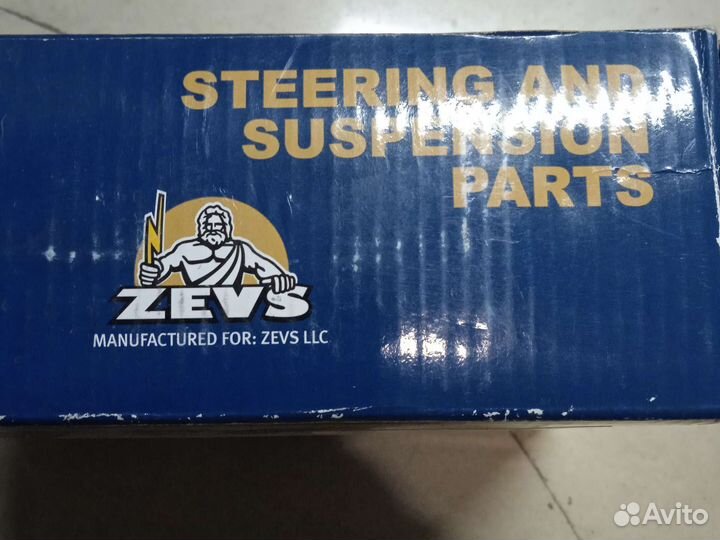 STEERING AND
SUSPENSION
PARTS
ZEVS
MANUFACTURED FOR: ZEVS LLC
Avito